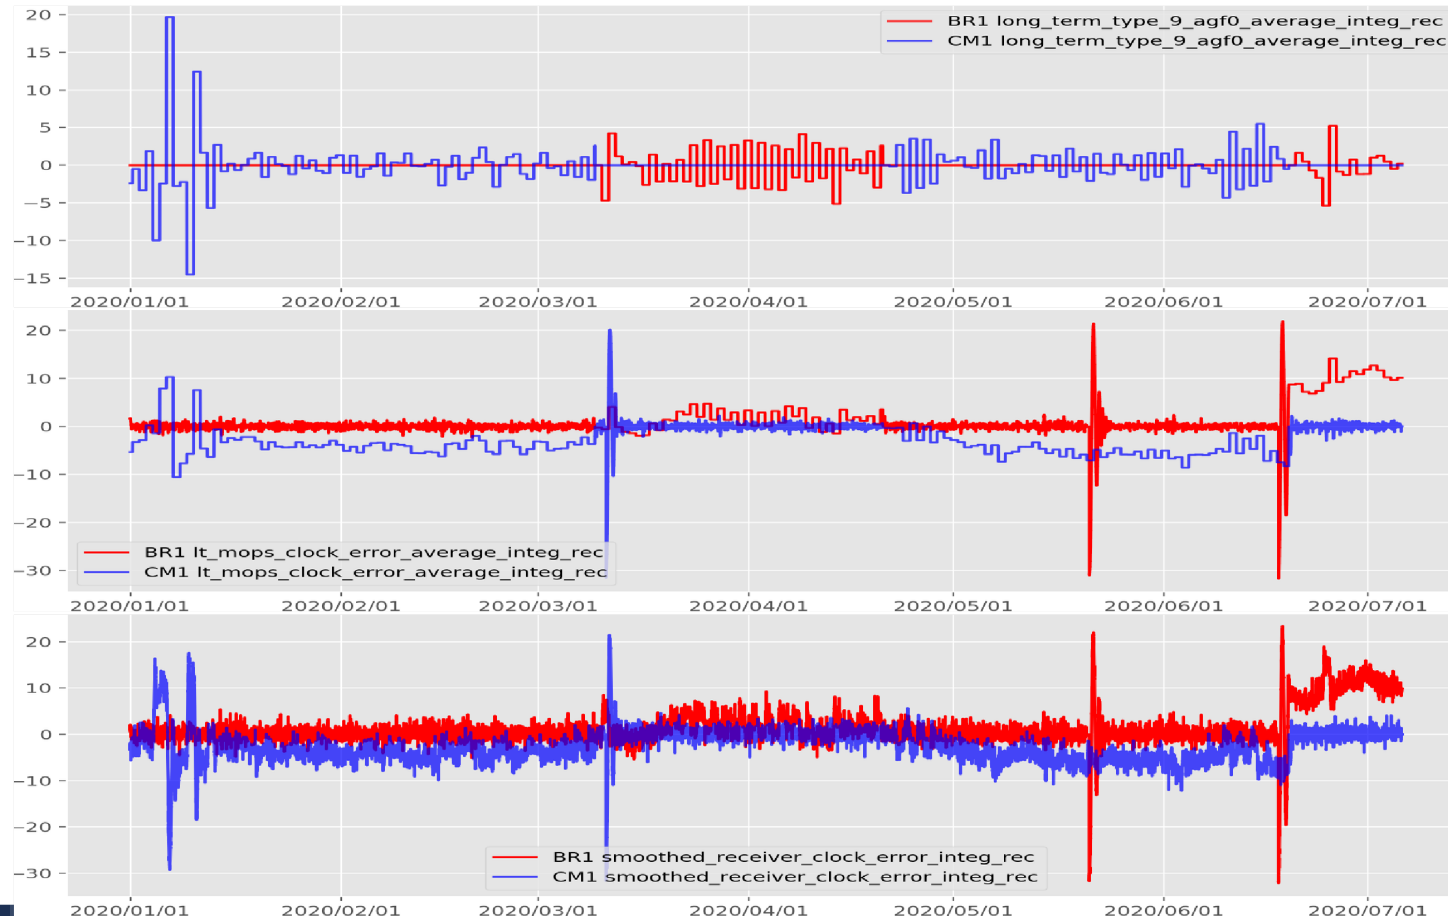 20
15
10
5
0
−5
−10
−15
BR1 long_term_type_9_agf0_average_integ_rec
CM1 long_term_type_9_agf0_average_integ_rec
2020/01/01 2020/02/01 2020/03/01 2020/04/01 2020/05/01 2020/06/01 2020/07/01
20
10
0
−10
−20
−30
BR1 lt_mops_clock_error_average_integ_rec
CM1 lt_mops_clock_error_average_integ_rec
2020/01/01 2020/02/01 2020/03/01 2020/04/01 2020/05/01 2020/06/01 2020/07/01
20
10
0
−10
−20
−30
BR1 smoothed_receiver_clock_error_integ_rec
CM1 smoothed_receiver_clock_error_integ_rec
2020/01/01 2020/02/01 2020/03/01 2020/04/01 2020/05/01 2020/06/01 2020/07/01